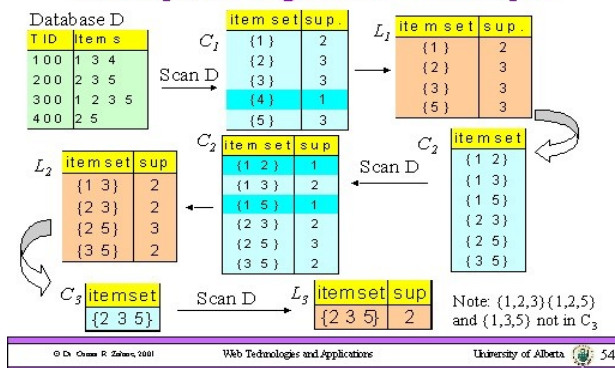 Database D
TID Items
100 1 3 4
200 2 3 5
300 1 2 3 5
400 2 5
Scan D
C1
itemset sup.
{1} 2
{2} 3
{3} 3
{4} 1
{5} 3
L1
itemset sup.
{1} 2
{2} 3
{3} 3
{5} 3
C2
itemset
{1 2}
{1 3}
{1 5}
{2 3}
{2 5}
{3 5}
Scan D
C2
itemset sup
{1 2} 1
{1 3} 2
{1 5} 1
{2 3} 2
{2 5} 3
{3 5} 2
L2
itemset sup
{1 3} 2
{2 3} 2
{2 5} 3
{3 5} 2
C3
itemset
{2 3 5}
Scan D
L3
itemset sup
{2 3 5} 2
Note: {1,2,3}{1,2,5}
and {1,3,5} not in C3
© Dr. Osmar R. Zaïane, 2001 Web Technologies and Applications University of Alberta 54